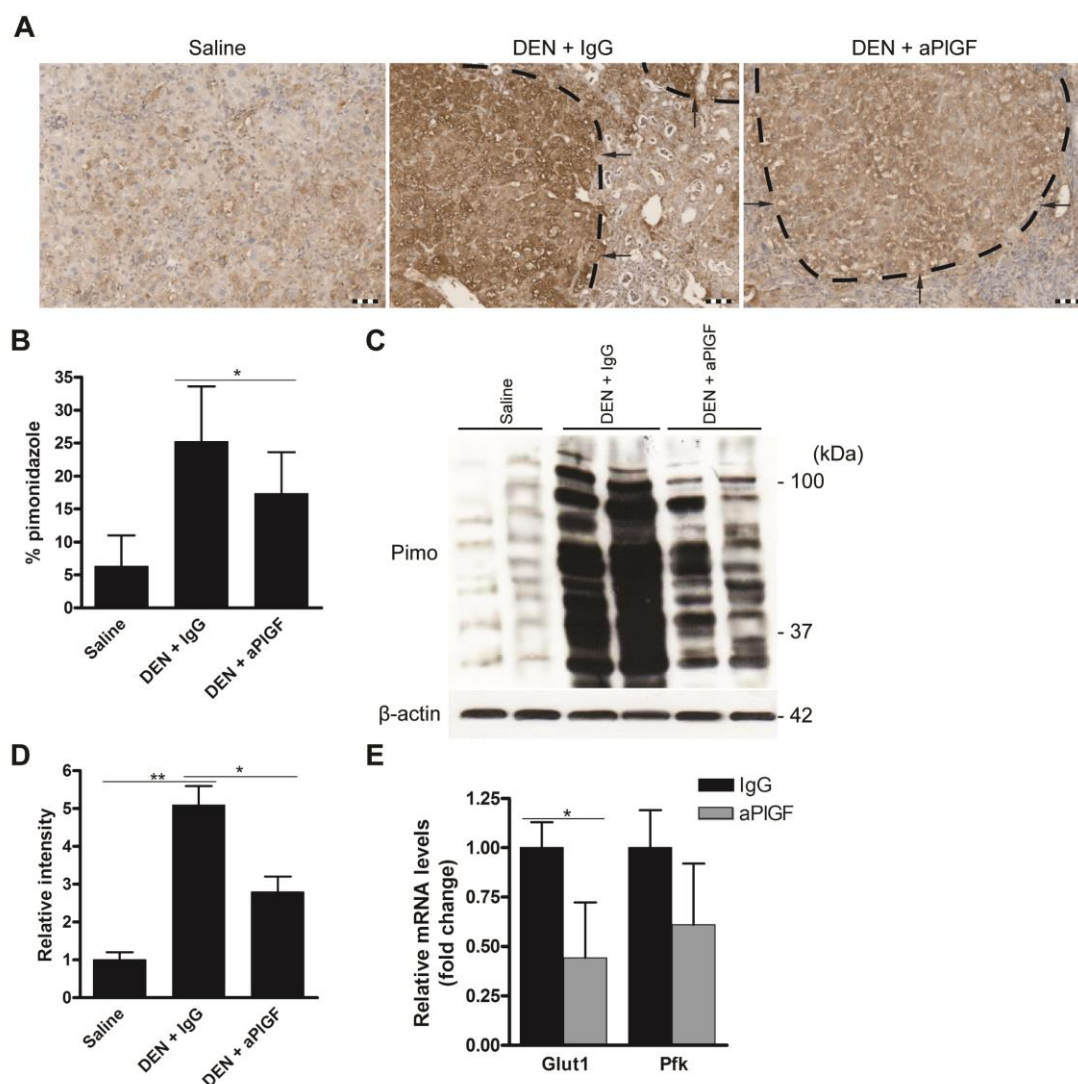 A
Saline
DEN + IgG
DEN + aPlGF
B
% pimonidazole
35
30
25
20
15
10
5
0
*
Saline
DEN + IgG
DEN + aPlGF
C
Saline
DEN + IgG
DEN + aPlGF
(kDa)
Pimo
- 100
- 37
β-actin
- 42
D
Relative intensity
6
5
4
3
2
1
0
**
*
Saline
DEN + IgG
DEN + aPlGF
E
IgG
aPlGF
Relative mRNA levels
(fold change)
1.25
1.00
0.75
0.50
0.25
0.00
*
Glut1
Pfk